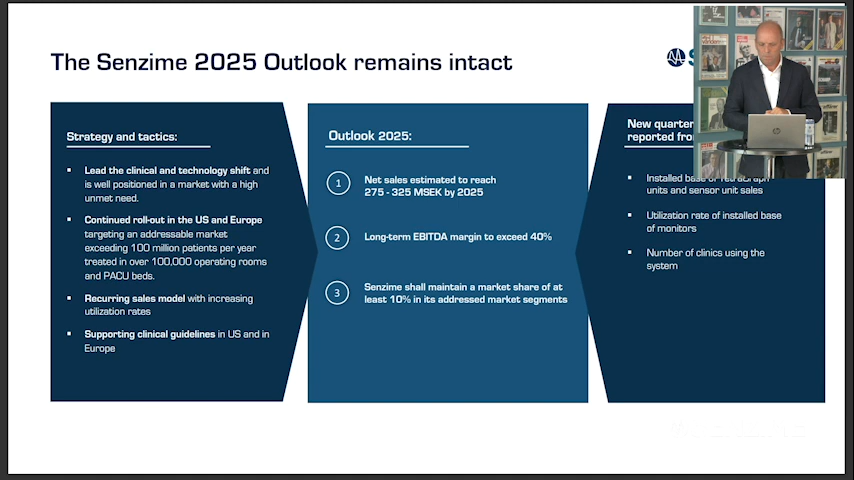 The Senzime 2025 Outlook remains intact
Strategy and tactics:
Lead the clinical and technology shift and
is well positioned in a market with a high
unmet need.
Continued roll-out in the US and Europe
targeting an addressable market
exceeding 100 million patients per year
treated in over 100,000 operating rooms
and PACU beds.
Recurring sales model with increasing
utilization rates
Supporting clinical guidelines in US and in
Europe
Outlook 2025:
1
Net sales estimated to reach
275 - 325 MSEK by 2025
2
Long-term EBITDA margin to exceed 40%
3
Senzime shall maintain a market share of at
least 10% in its addressed market segments
New quarter
reported from
Installed base of
units and sensor unit sales
Utilization rate of installed base
of monitors
Number of clinics using the
system
hp